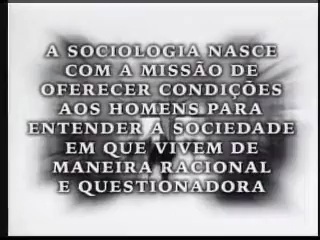 A SOCIOLOGIA NASCE
COM A MISSÃO DE
OFERECER CONDIÇÕES
AOS HOMENS PARA
ENTENDER A SOCIEDADE
EM QUE VIVEM DE
MANEIRA RACIONAL
E QUESTIONADORA